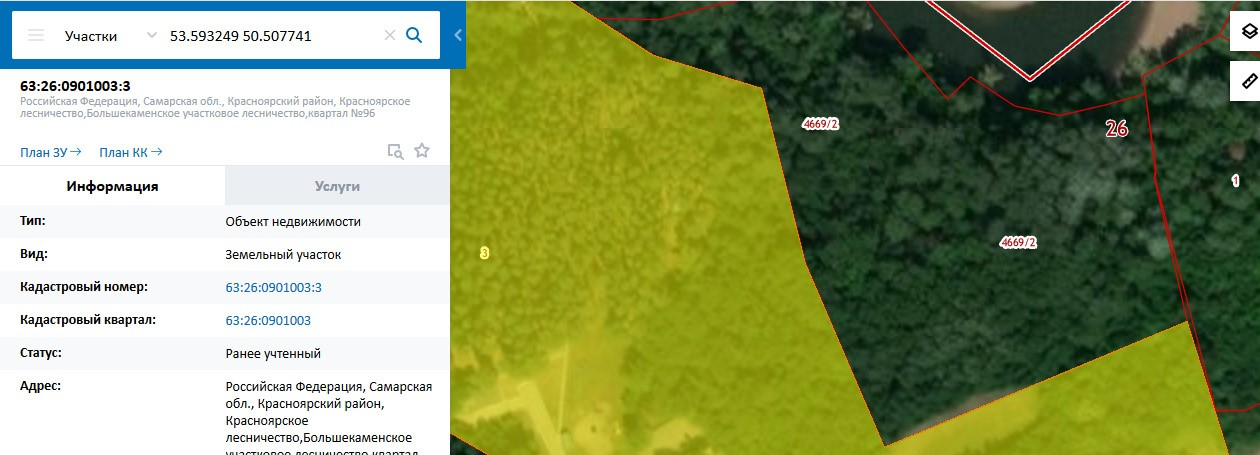 Участки 53.593249 50.507741
63:26:0901003:3
Российская Федерация, Самарская обл., Красноярский район, Красноярское
лесничество,Большекаменское участковое лесничество,квартал №96
План ЗУ → План КК →
Информация Услуги
Тип: Объект недвижимости
Вид: Земельный участок
Кадастровый номер: 63:26:0901003:3
Кадастровый квартал: 63:26:0901003
Статус: Ранее учтенный
Адрес: Российская Федерация, Самарская
обл., Красноярский район,
Красноярское
лесничество,Большекаменское
участковое лесничество,квартал
4669/2
26
1
4669/2
3